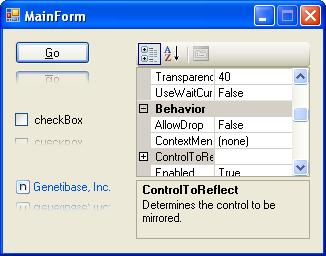 MainForm
Go
Go
checkBox
checkBox
n Genetibase, Inc.
Genetibase, Inc.
Transparenc 40
UseWaitCur False
Behavior
AllowDrop False
ContextMen (none)
ControlToRe
Enabled True
ControlToReflect
Determines the control to be
mirrored.